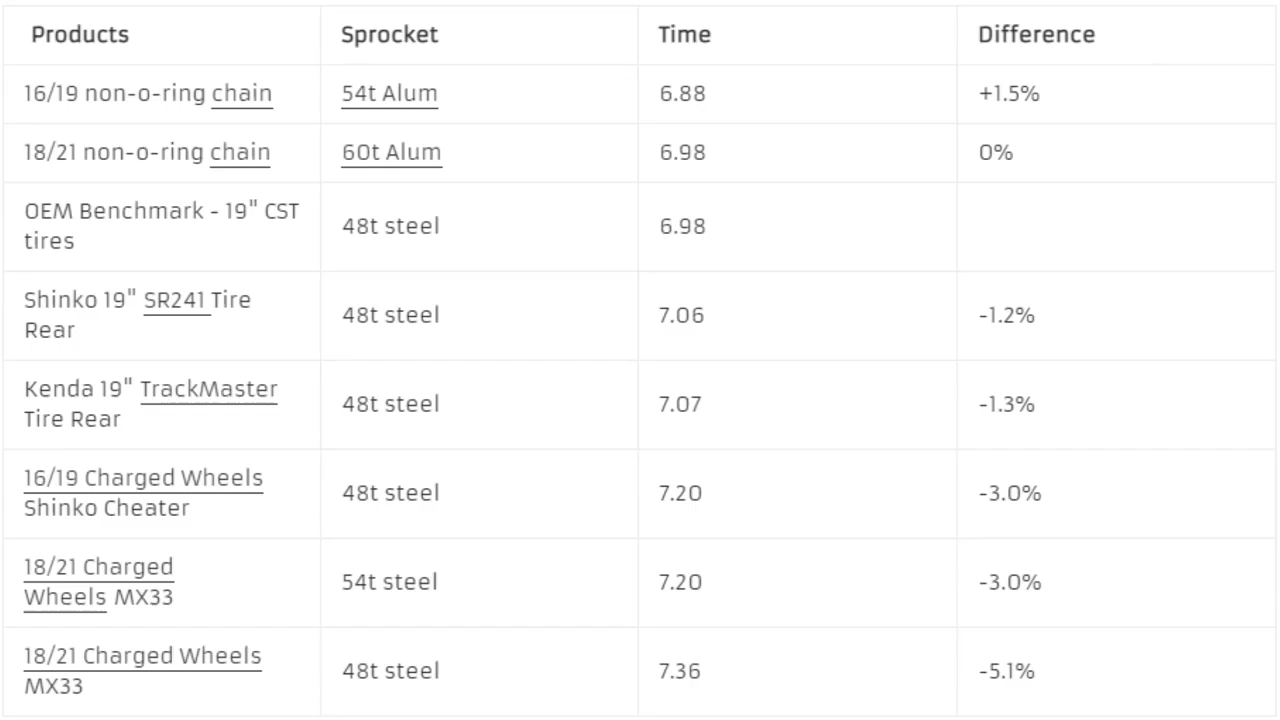 Products Sprocket Time Difference
16/19 non-o-ring chain 54t Alum 6.88 +1.5%
18/21 non-o-ring chain 60t Alum 6.98 0%
OEM Benchmark - 19" CST
tires 48t steel 6.98
Shinko 19" SR241 Tire
Rear 48t steel 7.06 -1.2%
Kenda 19" TrackMaster
Tire Rear 48t steel 7.07 -1.3%
16/19 Charged Wheels
Shinko Cheater 48t steel 7.20 -3.0%
18/21 Charged
Wheels MX33 54t steel 7.20 -3.0%
18/21 Charged Wheels
MX33 48t steel 7.36 -5.1%